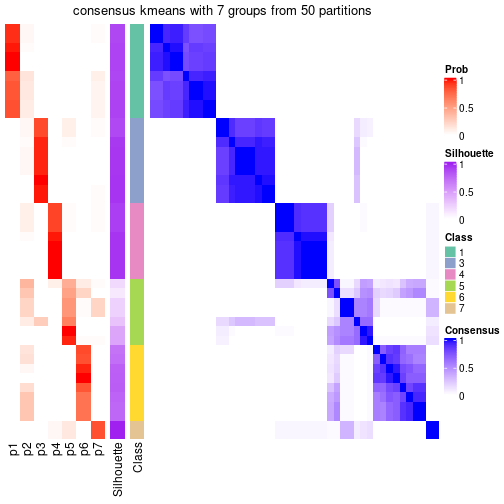 consensus kmeans with 7 groups from 50 partitions
Prob
1
0.5
0
Silhouette
1
0.5
0
Class
1
3
4
5
6
7
Consensus
1
0.5
0
p1
p2
p3
p4
p5
p6
p7
Silhouette
Class